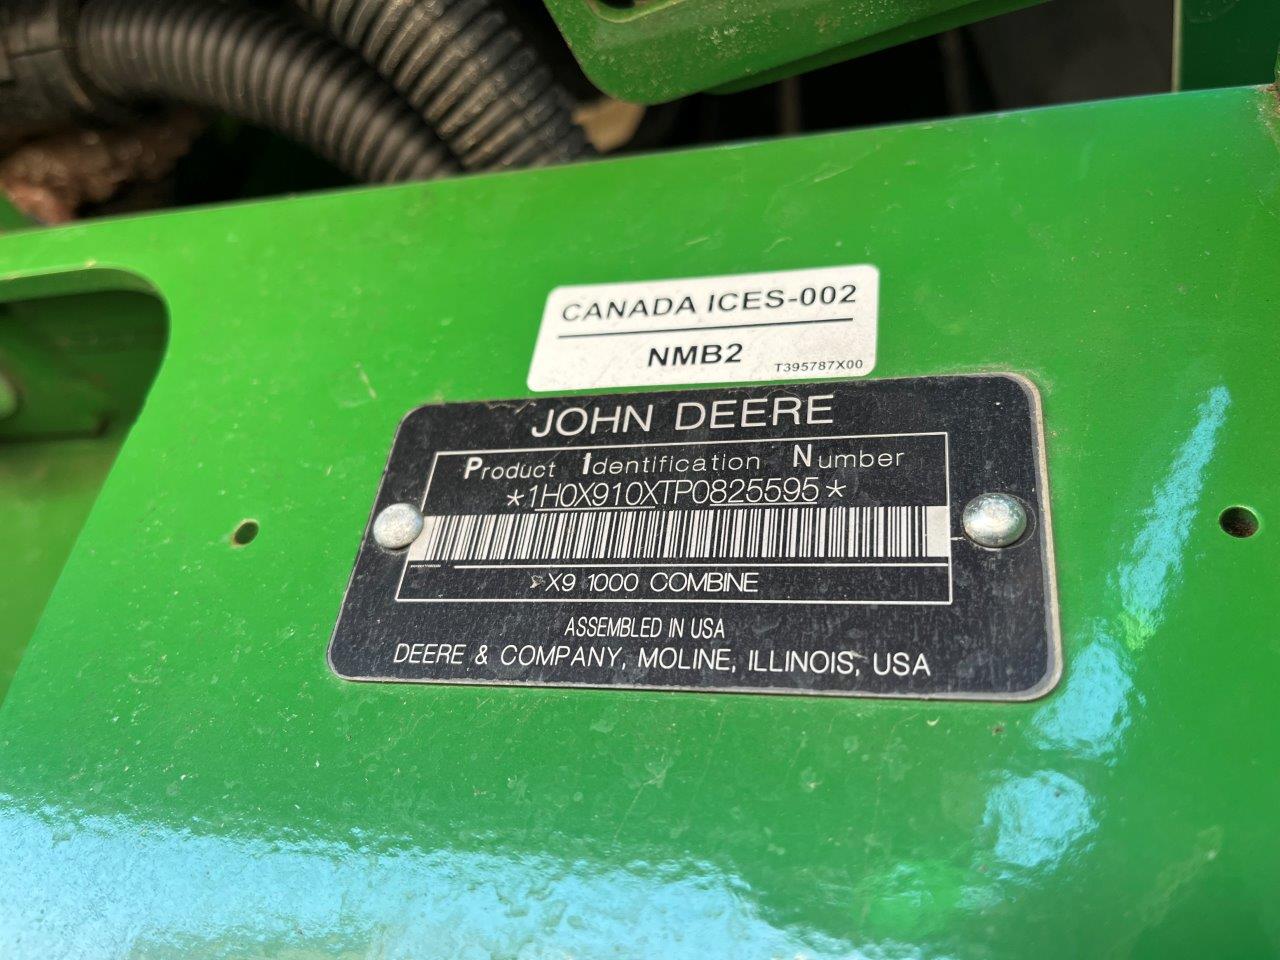 CANADA ICES-002
NMB2
T395787X00
JOHN DEERE
Product Identification Number
*1H0X910XTP0825595*
X9 1000 COMBINE
ASSEMBLED IN USA
DEERE & COMPANY, MOLINE, ILLINOIS, USA